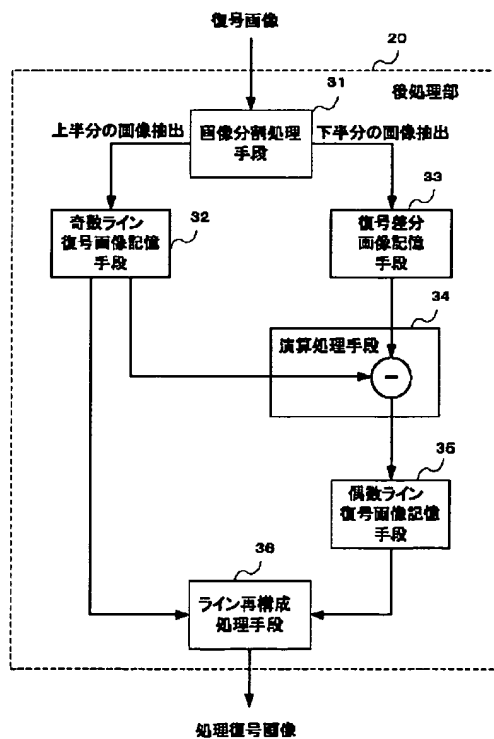 復号画像
20
後処理部
31
画像分割処理
手段
上半分の画像抽出
下半分の画像抽出
32
奇数ライン
復号画像記憶
手段
33
復号差分
画像記憶
手段
34
演算処理手段
−
35
偶数ライン
復号画像記憶
手段
36
ライン再構成
処理手段
処理復号画像